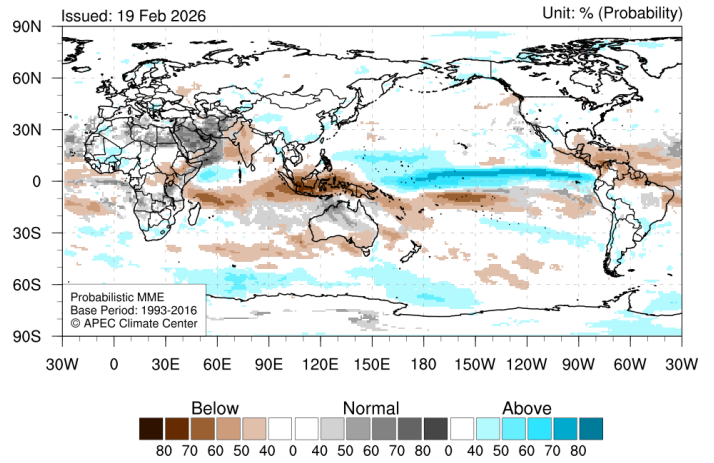 Issued: 19 Feb 2026
Unit: % (Probability)
90N
60N
30N
0
30S
60S
90S
Probabilistic MME
Base Period: 1993-2016
© APEC Climate Center
30W 0 30E 60E 90E 120E 150E 180 150W 120W 90W 60W 30W
Below Normal Above
80 70 60 50 40 0 40 50 60 70 80 0 40 50 60 70 80